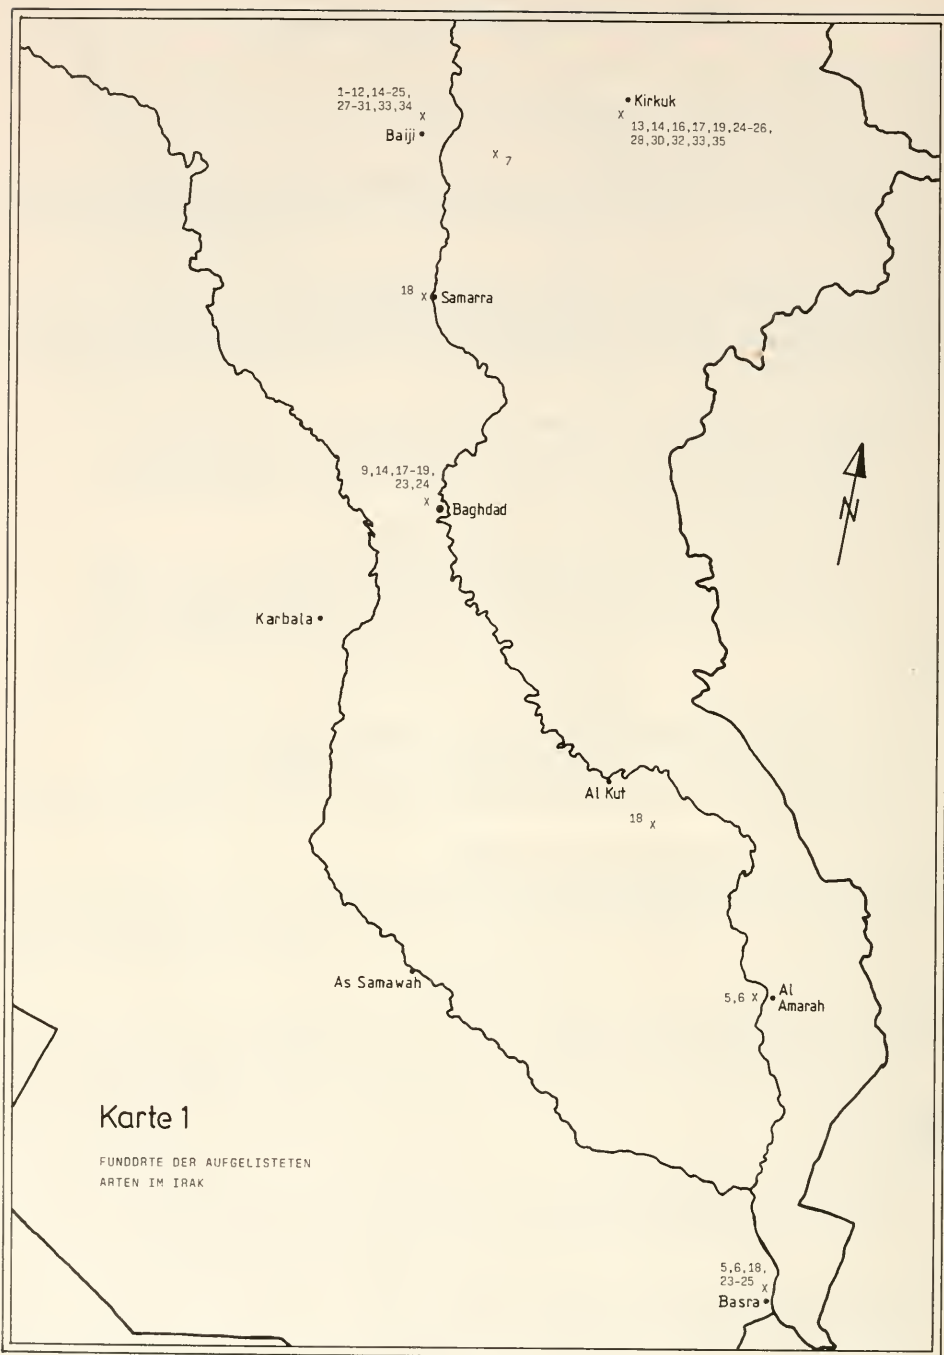 1-12,14-25,
27-31,33,34
x
Baiji
Kirkuk
x
13,14,16,17,19,24-26,
28,30,32,33,35
x 7
18 x Samarra
9,14,17-19,
23,24
x
Baghdad
N
Karbala
Al Kut
18 x
As Samawah
5,6 x
Al
Amarah
Karte 1
FUNDORTE DER AUFGELISTETEN
ARTEN IM IRAK
5,6,18,
23-25 x
Basra